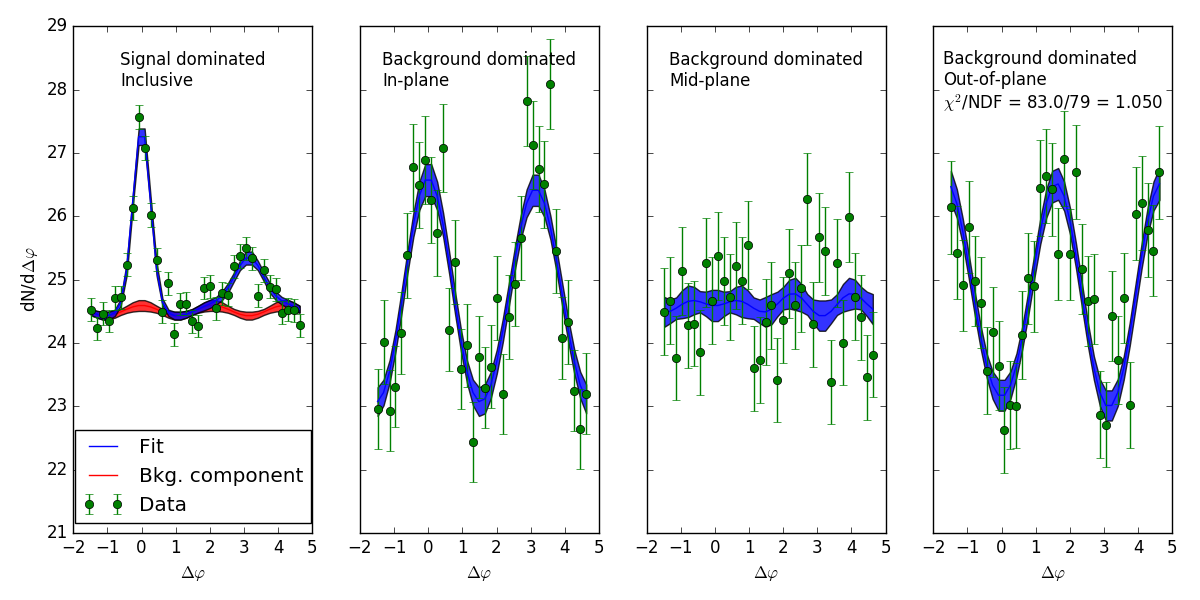 29
28
27
26
25
24
23
22
21
dN/dΔφ
Signal dominated
Inclusive
Fit
Bkg. component
Data
−2 −1 0 1 2 3 4 5
Δφ
Background dominated
In-plane
−2 −1 0 1 2 3 4 5
Δφ
Background dominated
Mid-plane
−2 −1 0 1 2 3 4 5
Δφ
Background dominated
Out-of-plane
χ²/NDF = 83.0/79 = 1.050
−2 −1 0 1 2 3 4 5
Δφ